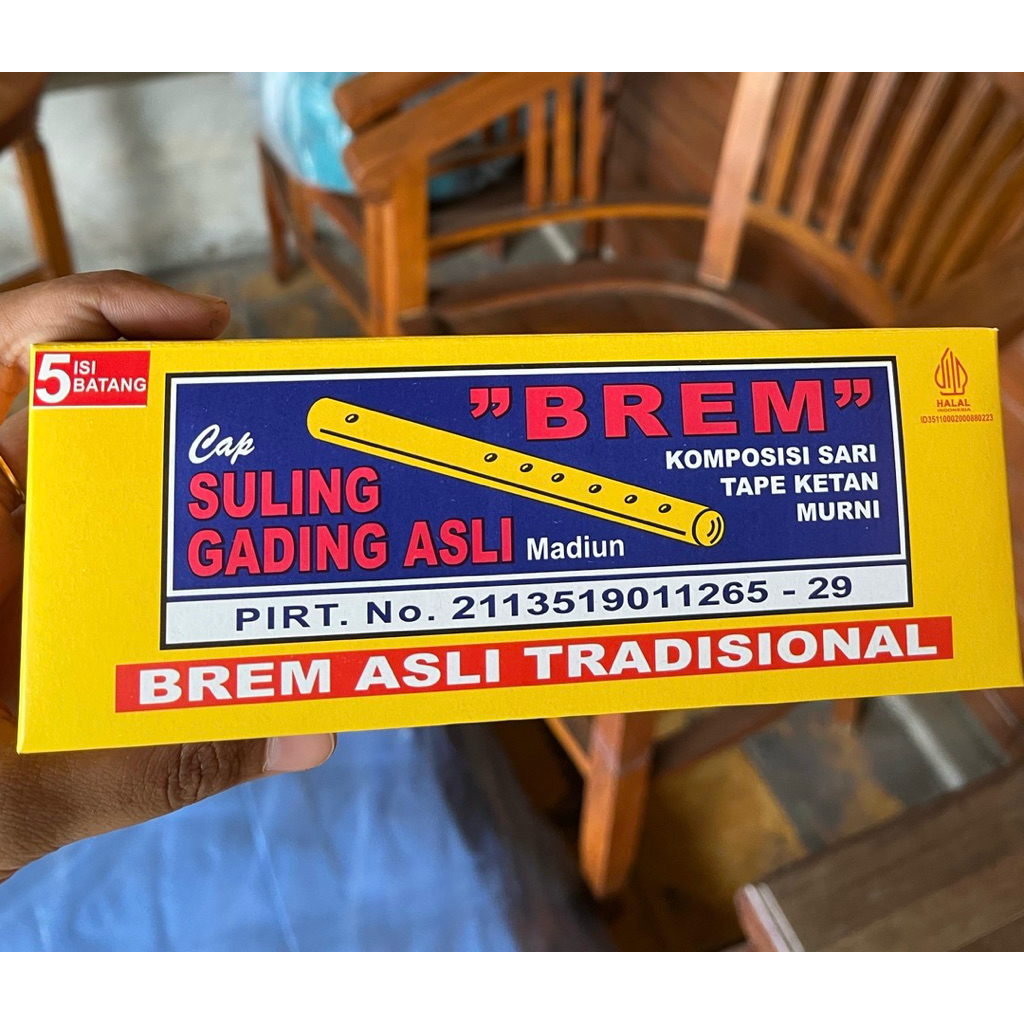 5 ISI
BATANG
"BREM"
Cap
SULING
GADING ASLI Madiun
KOMPOSISI SARI
TAPE KETAN
MURNI
HALAL
INDONESIA
ID35110002000880223
PIRT. No. 2113519011265 - 29
BREM ASLI TRADISIONAL